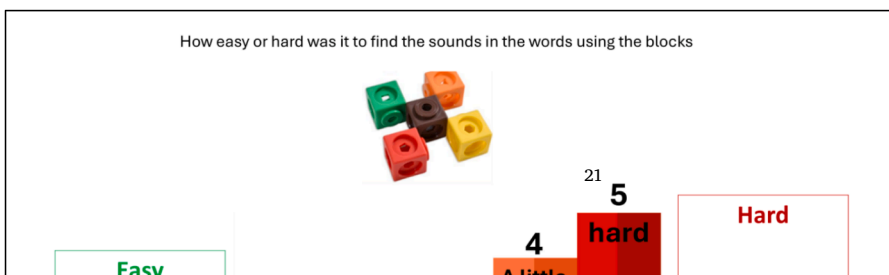 How easy or hard was it to find the sounds in the words using the blocks
21
5
Hard
hard
4
Easy
A little